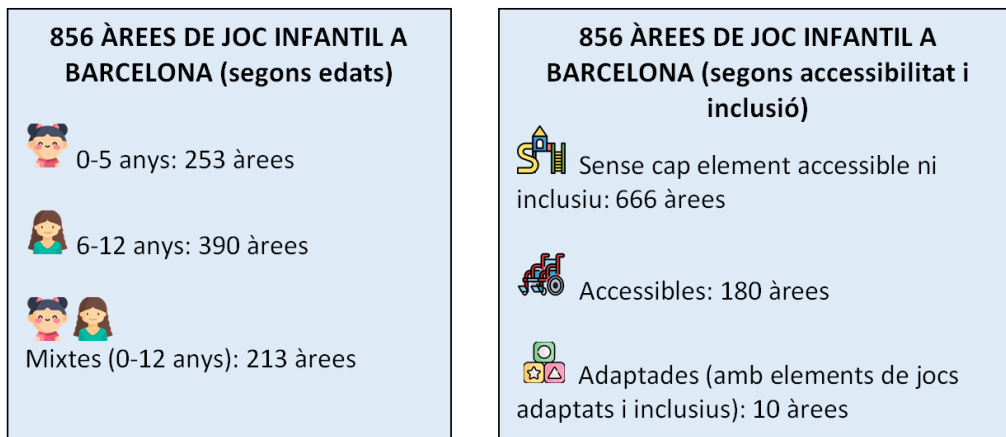 856 ÀREES DE JOC INFANTIL A
BARCELONA (segons edats)
0-5 anys: 253 àrees
6-12 anys: 390 àrees
Mixtes (0-12 anys): 213 àrees
856 ÀREES DE JOC INFANTIL A
BARCELONA (segons accessibilitat i
inclusió)
Sense cap element accessible ni
inclusiu: 666 àrees
Accessibles: 180 àrees
Adaptades (amb elements de jocs
adaptats i inclusius): 10 àrees